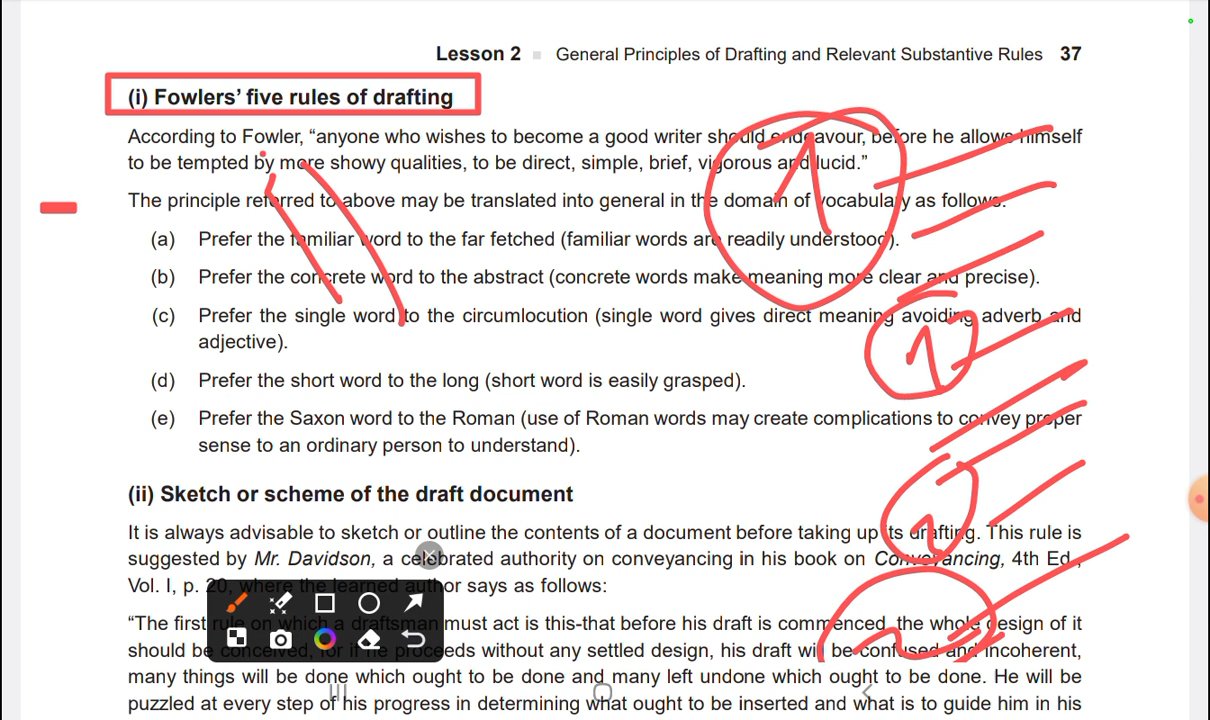 Lesson 2 General Principles of Drafting and Relevant Substantive Rules 37
(i) Fowlers' five rules of drafting
According to Fowler, “anyone who wishes to become a good writer should endeavour, before he allows himself
to be tempted by more showy qualities, to be direct, simple, brief, vigorous and lucid.”
The principle referred to above may be translated into general in the domain of vocabulary as follows:
(a) Prefer the familiar word to the far fetched (familiar words are readily understood).
(b) Prefer the concrete word to the abstract (concrete words make meaning more clear and precise).
(c) Prefer the single word to the circumlocution (single word gives direct meaning avoiding adverb and
adjective).
(d) Prefer the short word to the long (short word is easily grasped).
(e) Prefer the Saxon word to the Roman (use of Roman words may create complications to convey proper
sense to an ordinary person to understand).
(ii) Sketch or scheme of the draft document
It is always advisable to sketch or outline the contents of a document before taking up its drafting. This rule is
suggested by Mr. Davidson, a celebrated authority on conveyancing in his book on Conveyancing, 4th Ed.,
Vol. I, p. 20, where the learned author says as follows:
“The first rule on which a draftsman must act is this-that before his draft is commenced, the whole design of it
should be conceived, for if he proceeds without any settled design, his draft will be confused and incoherent,
many things will be done which ought to be done and many left undone which ought to be done. He will be
puzzled at every step of his progress in determining what ought to be inserted and what is to guide him in his
1
1
2
2